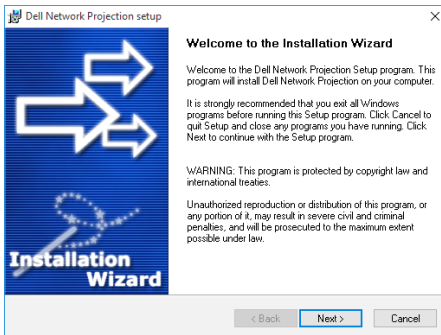 Dell Network Projection setup
Welcome to the Installation Wizard
Welcome to the Dell Network Projection Setup program. This
program will install Dell Network Projection on your computer.
It is strongly recommended that you exit all Windows
programs before running this Setup program. Click Cancel to
quit Setup and close any programs you have running. Click
Next to continue with the Setup program.
WARNING: This program is protected by copyright law and
international treaties.
Unauthorized reproduction or distribution of this program, or
any portion of it, may result in severe civil and criminal
penalties, and will be prosecuted to the maximum extent
possible under law.
Installation
Wizard
< Back Next > Cancel